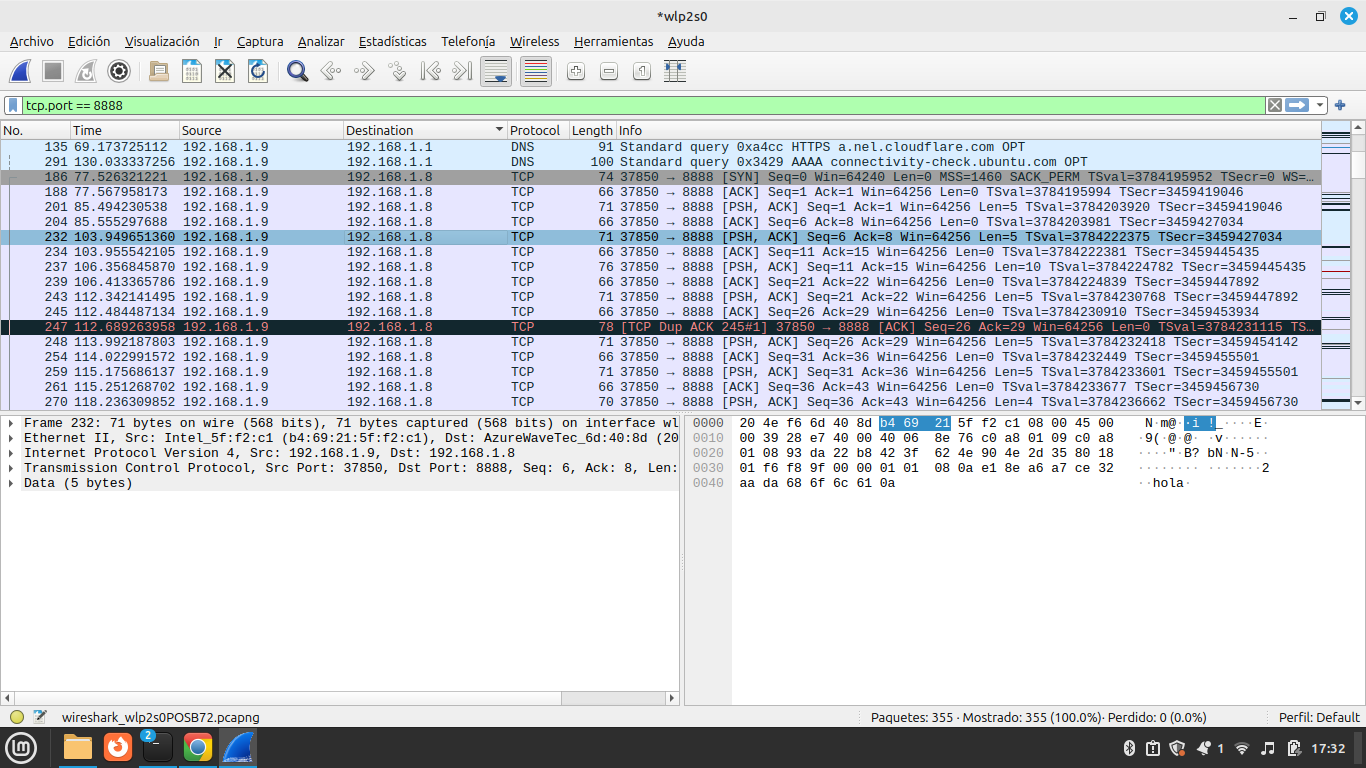 *wlp2s0
Archivo Edición Visualización Ir Captura Analizar Estadísticas Telefonía Wireless Herramientas Ayuda
tcp.port == 8888
No. Time Source Destination Protocol Length Info
135 69.173725112 192.168.1.9 192.168.1.1 DNS 91 Standard query 0xa4cc HTTPS a.nel.cloudflare.com OPT
291 130.033337256 192.168.1.9 192.168.1.1 DNS 100 Standard query 0x3429 AAAA connectivity-check.ubuntu.com OPT
186 77.526321221 192.168.1.9 192.168.1.8 TCP 74 37850 → 8888 [SYN] Seq=0 Win=64240 Len=0 MSS=1460 SACK_PERM TSval=3784195952 TSecr=0 WS=…
188 77.567958173 192.168.1.9 192.168.1.8 TCP 66 37850 → 8888 [ACK] Seq=1 Ack=1 Win=64256 Len=0 TSval=3784195994 TSecr=3459419046
201 85.494230538 192.168.1.9 192.168.1.8 TCP 71 37850 → 8888 [PSH, ACK] Seq=1 Ack=1 Win=64256 Len=5 TSval=3784203920 TSecr=3459419046
204 85.555297688 192.168.1.9 192.168.1.8 TCP 66 37850 → 8888 [ACK] Seq=6 Ack=8 Win=64256 Len=0 TSval=3784203981 TSecr=3459427034
232 103.949651360 192.168.1.9 192.168.1.8 TCP 71 37850 → 8888 [PSH, ACK] Seq=6 Ack=8 Win=64256 Len=5 TSval=3784222375 TSecr=3459427034
234 103.955542105 192.168.1.9 192.168.1.8 TCP 66 37850 → 8888 [ACK] Seq=11 Ack=15 Win=64256 Len=0 TSval=3784222381 TSecr=3459445435
237 106.356845870 192.168.1.9 192.168.1.8 TCP 76 37850 → 8888 [PSH, ACK] Seq=11 Ack=15 Win=64256 Len=10 TSval=3784224782 TSecr=3459445435
239 106.413365786 192.168.1.9 192.168.1.8 TCP 66 37850 → 8888 [ACK] Seq=21 Ack=22 Win=64256 Len=0 TSval=3784224839 TSecr=3459447892
243 112.342141495 192.168.1.9 192.168.1.8 TCP 71 37850 → 8888 [PSH, ACK] Seq=21 Ack=22 Win=64256 Len=5 TSval=3784230768 TSecr=3459447892
245 112.484487134 192.168.1.9 192.168.1.8 TCP 66 37850 → 8888 [ACK] Seq=26 Ack=29 Win=64256 Len=0 TSval=3784230910 TSecr=3459453934
247 112.689263958 192.168.1.9 192.168.1.8 TCP 78 [TCP Dup ACK 245#1] 37850 → 8888 [ACK] Seq=26 Ack=29 Win=64256 Len=0 TSval=3784231115 TS…
248 113.992187803 192.168.1.9 192.168.1.8 TCP 71 37850 → 8888 [PSH, ACK] Seq=26 Ack=29 Win=64256 Len=5 TSval=3784232418 TSecr=3459454142
254 114.022991572 192.168.1.9 192.168.1.8 TCP 66 37850 → 8888 [ACK] Seq=31 Ack=36 Win=64256 Len=0 TSval=3784232449 TSecr=3459455501
259 115.175686137 192.168.1.9 192.168.1.8 TCP 71 37850 → 8888 [PSH, ACK] Seq=31 Ack=36 Win=64256 Len=5 TSval=3784233601 TSecr=3459455501
261 115.251268702 192.168.1.9 192.168.1.8 TCP 66 37850 → 8888 [ACK] Seq=36 Ack=43 Win=64256 Len=0 TSval=3784233677 TSecr=3459456730
270 118.236309852 192.168.1.9 192.168.1.8 TCP 70 37850 → 8888 [PSH, ACK] Seq=36 Ack=43 Win=64256 Len=4 TSval=3784236662 TSecr=3459456730
Frame 232: 71 bytes on wire (568 bits), 71 bytes captured (568 bits) on interface wl
Ethernet II, Src: Intel_5f:f2:c1 (b4:69:21:5f:f2:c1), Dst: AzureWaveTec_6d:40:8d (20
Internet Protocol Version 4, Src: 192.168.1.9, Dst: 192.168.1.8
Transmission Control Protocol, Src Port: 37850, Dst Port: 8888, Seq: 6, Ack: 8, Len:
Data (5 bytes)
0000 20 4e f6 6d 40 8d b4 69 21 5f f2 c1 08 00 45 00 N·m@··i!_····E·
0010 00 39 28 e7 40 00 40 06 8e 76 c0 a8 01 09 c0 a8 ·9(·@·@··v······
0020 01 08 93 da 22 b8 42 3f 62 4e 90 4e 2d 35 80 18 ····"·B?bN·N-5··
0030 01 f6 f8 9f 00 00 01 01 08 0a e1 8e a6 a7 ce 32 ···············2
0040 aa da 68 6f 6c 61 0a ··hola·
wireshark_wlp2s0POSB72.pcapng Paquetes: 355 · Mostrado: 355 (100.0%)· Perdido: 0 (0.0%) Perfil: Default
2
1 17:32